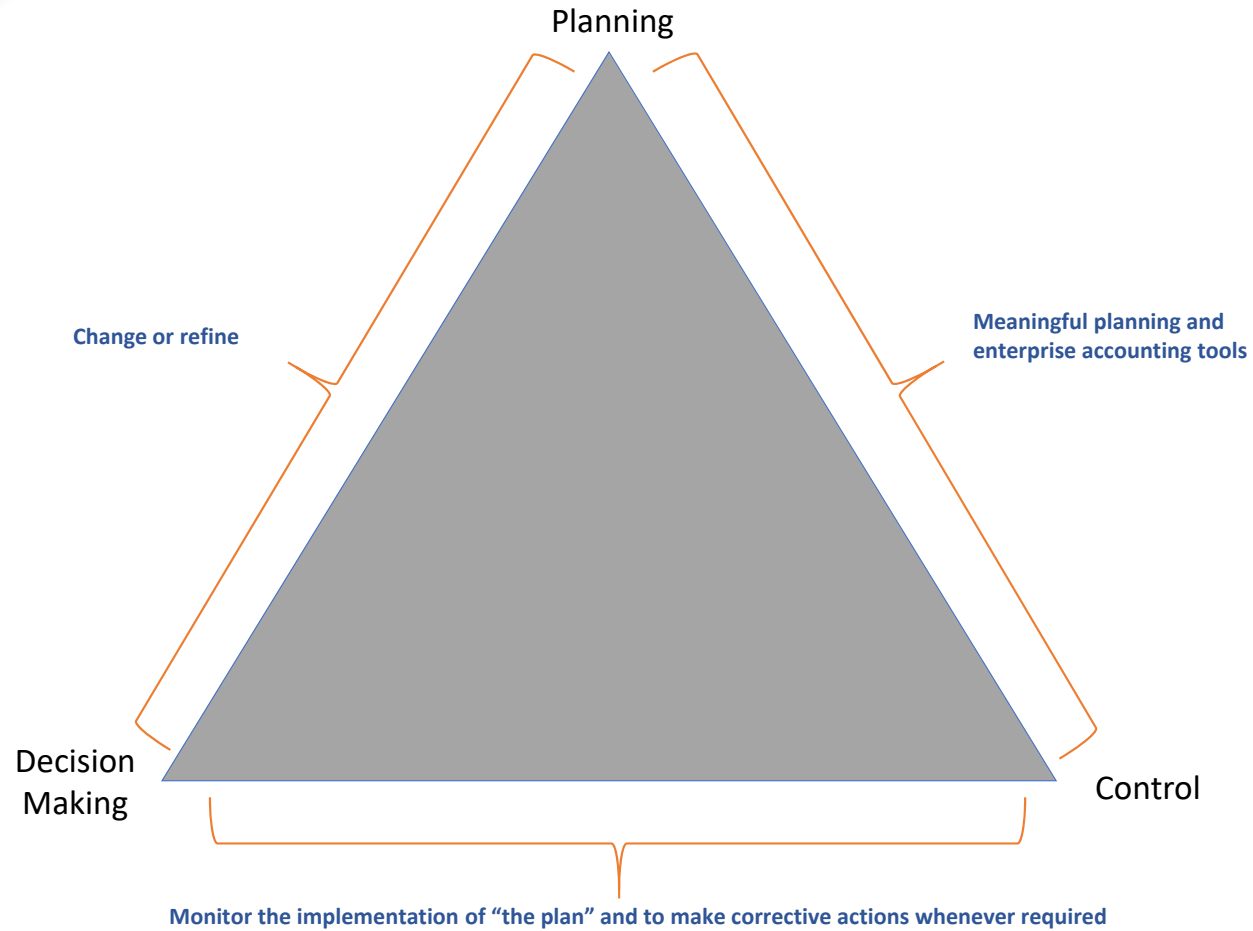 Planning
Change or refine
Meaningful planning and
enterprise accounting tools
Decision
Making
Control
Monitor the implementation of “the plan” and to make corrective actions whenever required